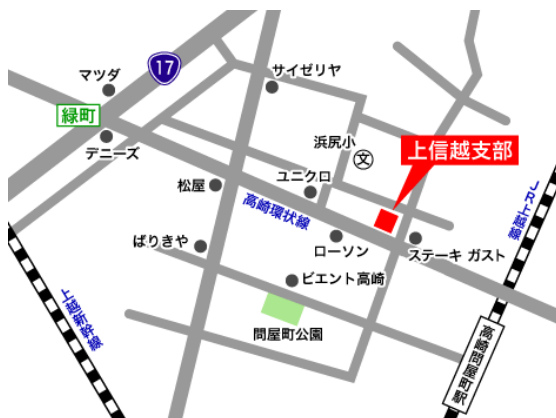 17
マツダ
サイゼリヤ
緑町
デニーズ
浜尻小
文
上信越支部
ユニクロ
松屋
高崎環状線
JR上越線
ばりきや
ローソン
ステーキ ガスト
ビエント高崎
上越新幹線
問屋町公園
高崎問屋町駅